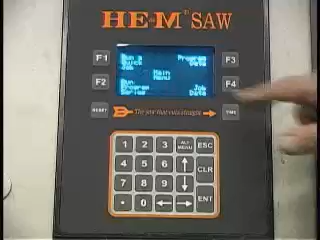 HE&M SAW
F1
Run a
Quick
Job
Program
Data
F3
Main
Menu
F2
Run
Program
Series
Job
Data
F4
RESET
The saw that cuts straight
TIME
1 2 3 ALT MENU ESC
4 5 6 CLR
7 8 9
0 ENT